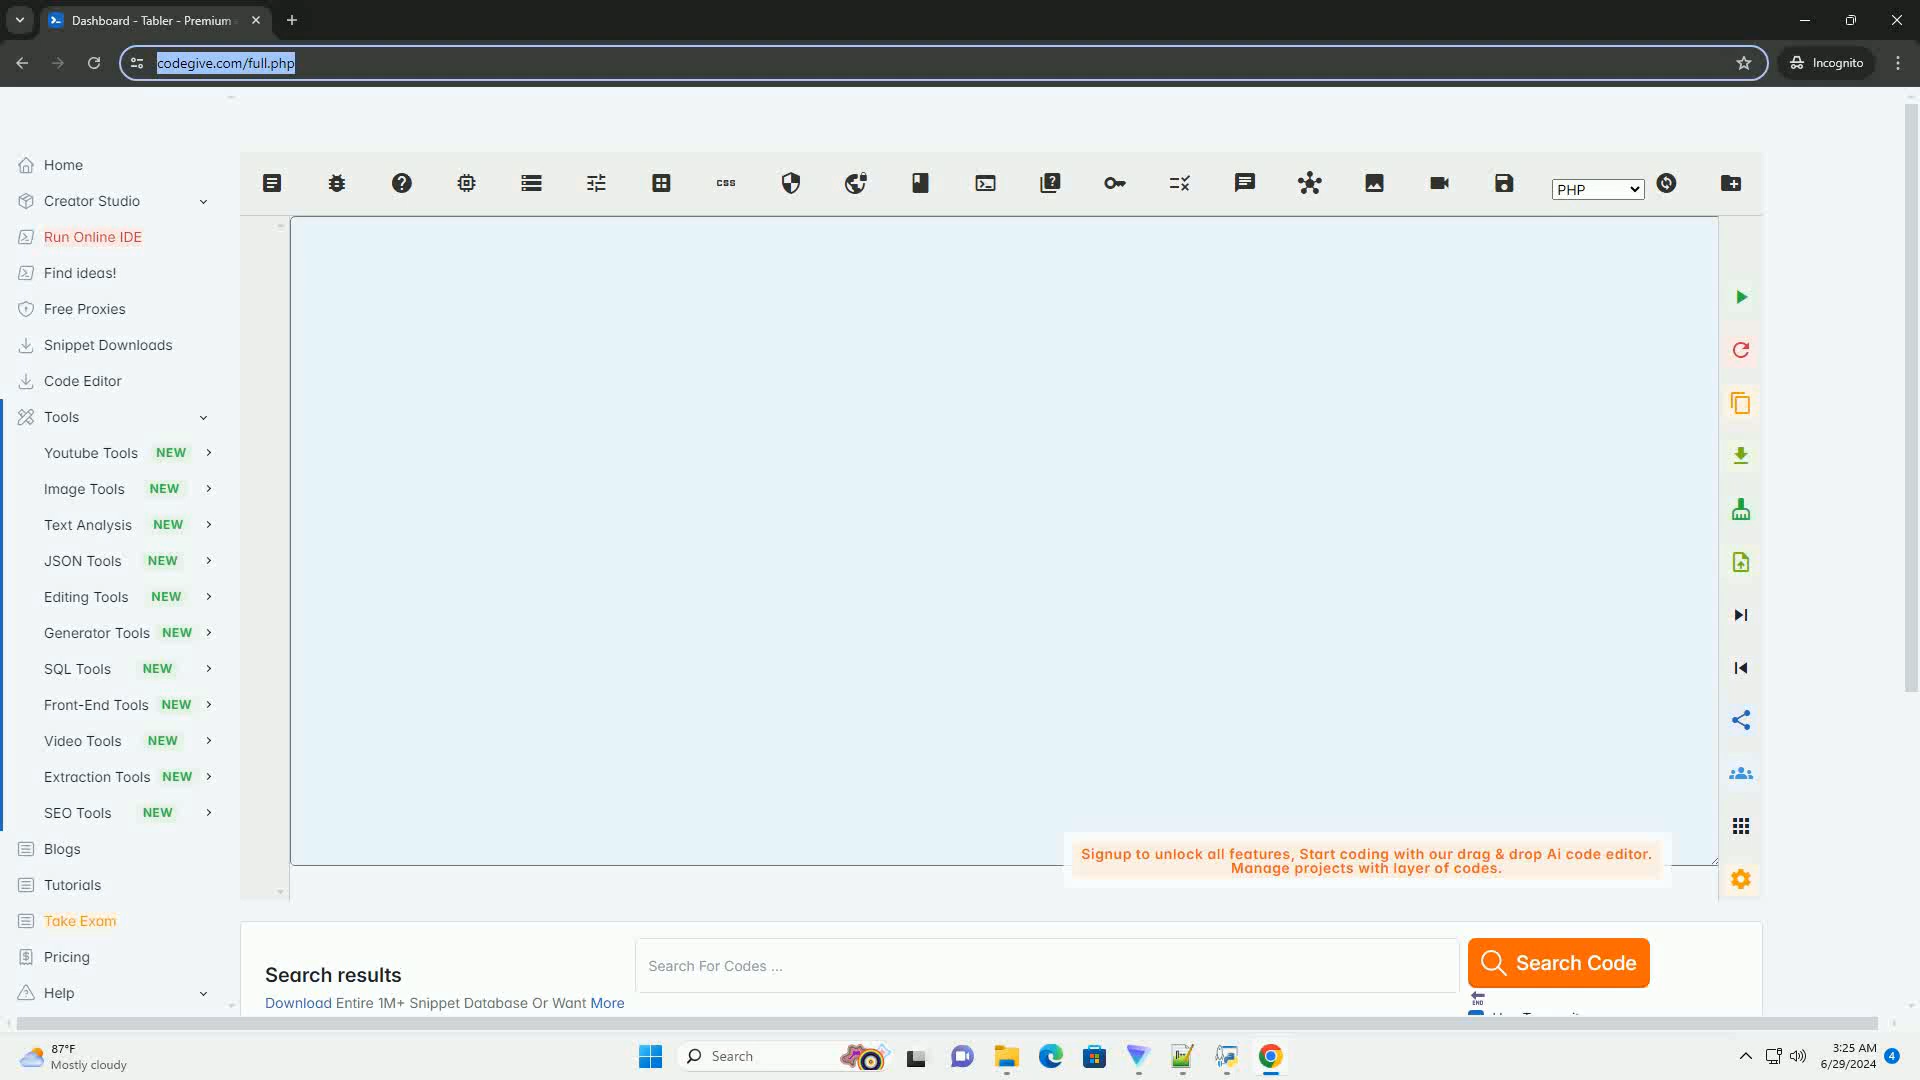 Dashboard - Tabler - Premium
codegive.com/full.php
Incognito
Home
Creator Studio
Run Online IDE
Find ideas!
Free Proxies
Snippet Downloads
Code Editor
Tools
Youtube Tools NEW
Image Tools NEW
Text Analysis NEW
JSON Tools NEW
Editing Tools NEW
Generator Tools NEW
SQL Tools NEW
Front-End Tools NEW
Video Tools NEW
Extraction Tools NEW
SEO Tools NEW
Blogs
Tutorials
Take Exam
Pricing
Help
css
PHP
Signup to unlock all features, Start coding with our drag & drop Ai code editor.
Manage projects with layer of codes.
Search results
Download Entire 1M+ Snippet Database Or Want More
Search For Codes ...
Search Code
END
87°F
Mostly cloudy
Search
3:25 AM
6/29/2024
4